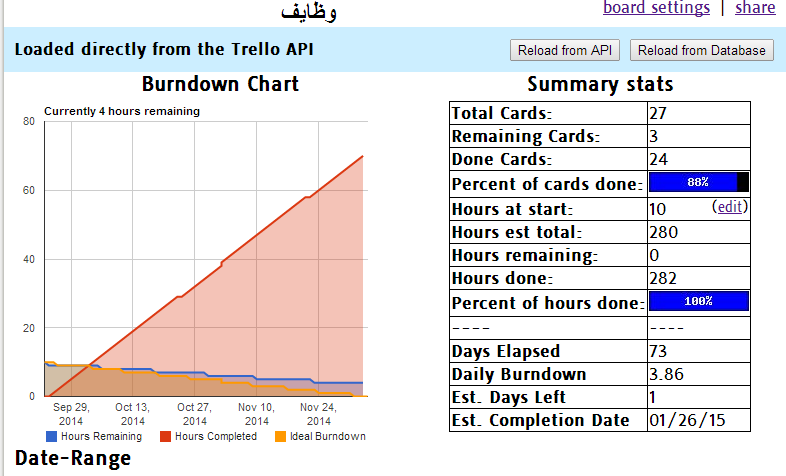 وظايف
board settings | share
Loaded directly from the Trello API
Reload from API
Reload from Database
Burndown Chart
Currently 4 hours remaining
80
60
40
20
0
Sep 29, 2014
Oct 13, 2014
Oct 27, 2014
Nov 10, 2014
Nov 24, 2014
Hours Remaining
Hours Completed
Ideal Burndown
Summary stats
Total Cards: 27
Remaining Cards: 3
Done Cards: 24
Percent of cards done: 88%
Hours at start: 10 (edit)
Hours est total: 280
Hours remaining: 0
Hours done: 282
Percent of hours done: 100%
---- ----
Days Elapsed 73
Daily Burndown 3.86
Est. Days Left 1
Est. Completion Date 01/26/15
Date-Range